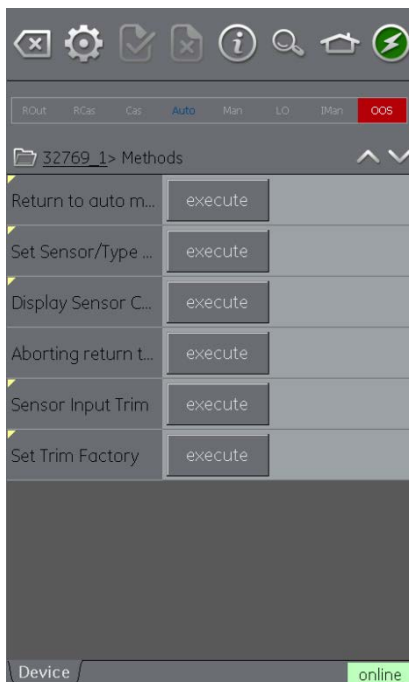 ROut RCas Cas Auto Man LO IMan OOS
32769_1> Methods
Return to auto m... execute
Set Sensor/Type ... execute
Display Sensor C... execute
Aborting return t... execute
Sensor Input Trim execute
Set Trim Factory execute
Device online